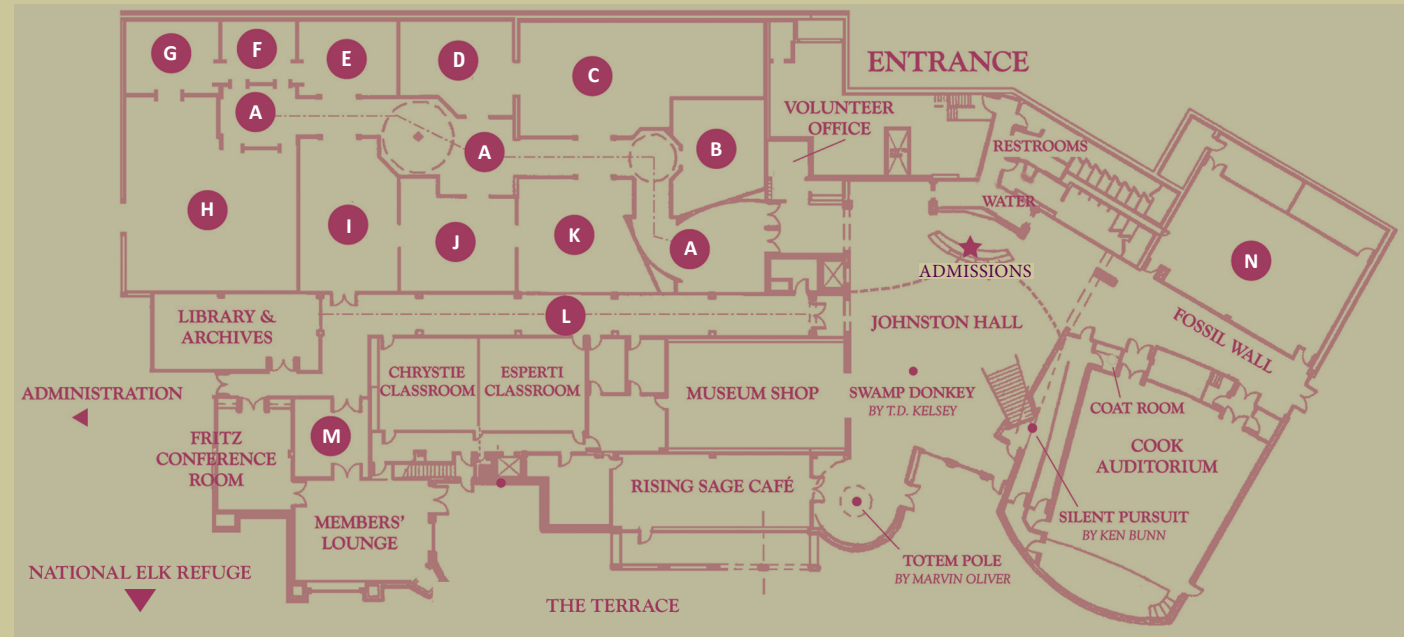 ENTRANCE
G
F
E
D
C
A
VOLUNTEER
OFFICE
A
B
RESTROOMS
WATER
H
I
J
K
A
ADMISSIONS
N
LIBRARY &
ARCHIVES
L
JOHNSTON HALL
FOSSIL WALL
CHRYSTIE
CLASSROOM
ESPERTI
CLASSROOM
MUSEUM SHOP
SWAMP DONKEY
BY T.D. KELSEY
COAT ROOM
ADMINISTRATION
M
FRITZ
CONFERENCE
ROOM
COOK
AUDITORIUM
RISING SAGE CAFÉ
MEMBERS'
LOUNGE
SILENT PURSUIT
BY KEN BUNN
TOTEM POLE
BY MARVIN OLIVER
NATIONAL ELK REFUGE
THE TERRACE